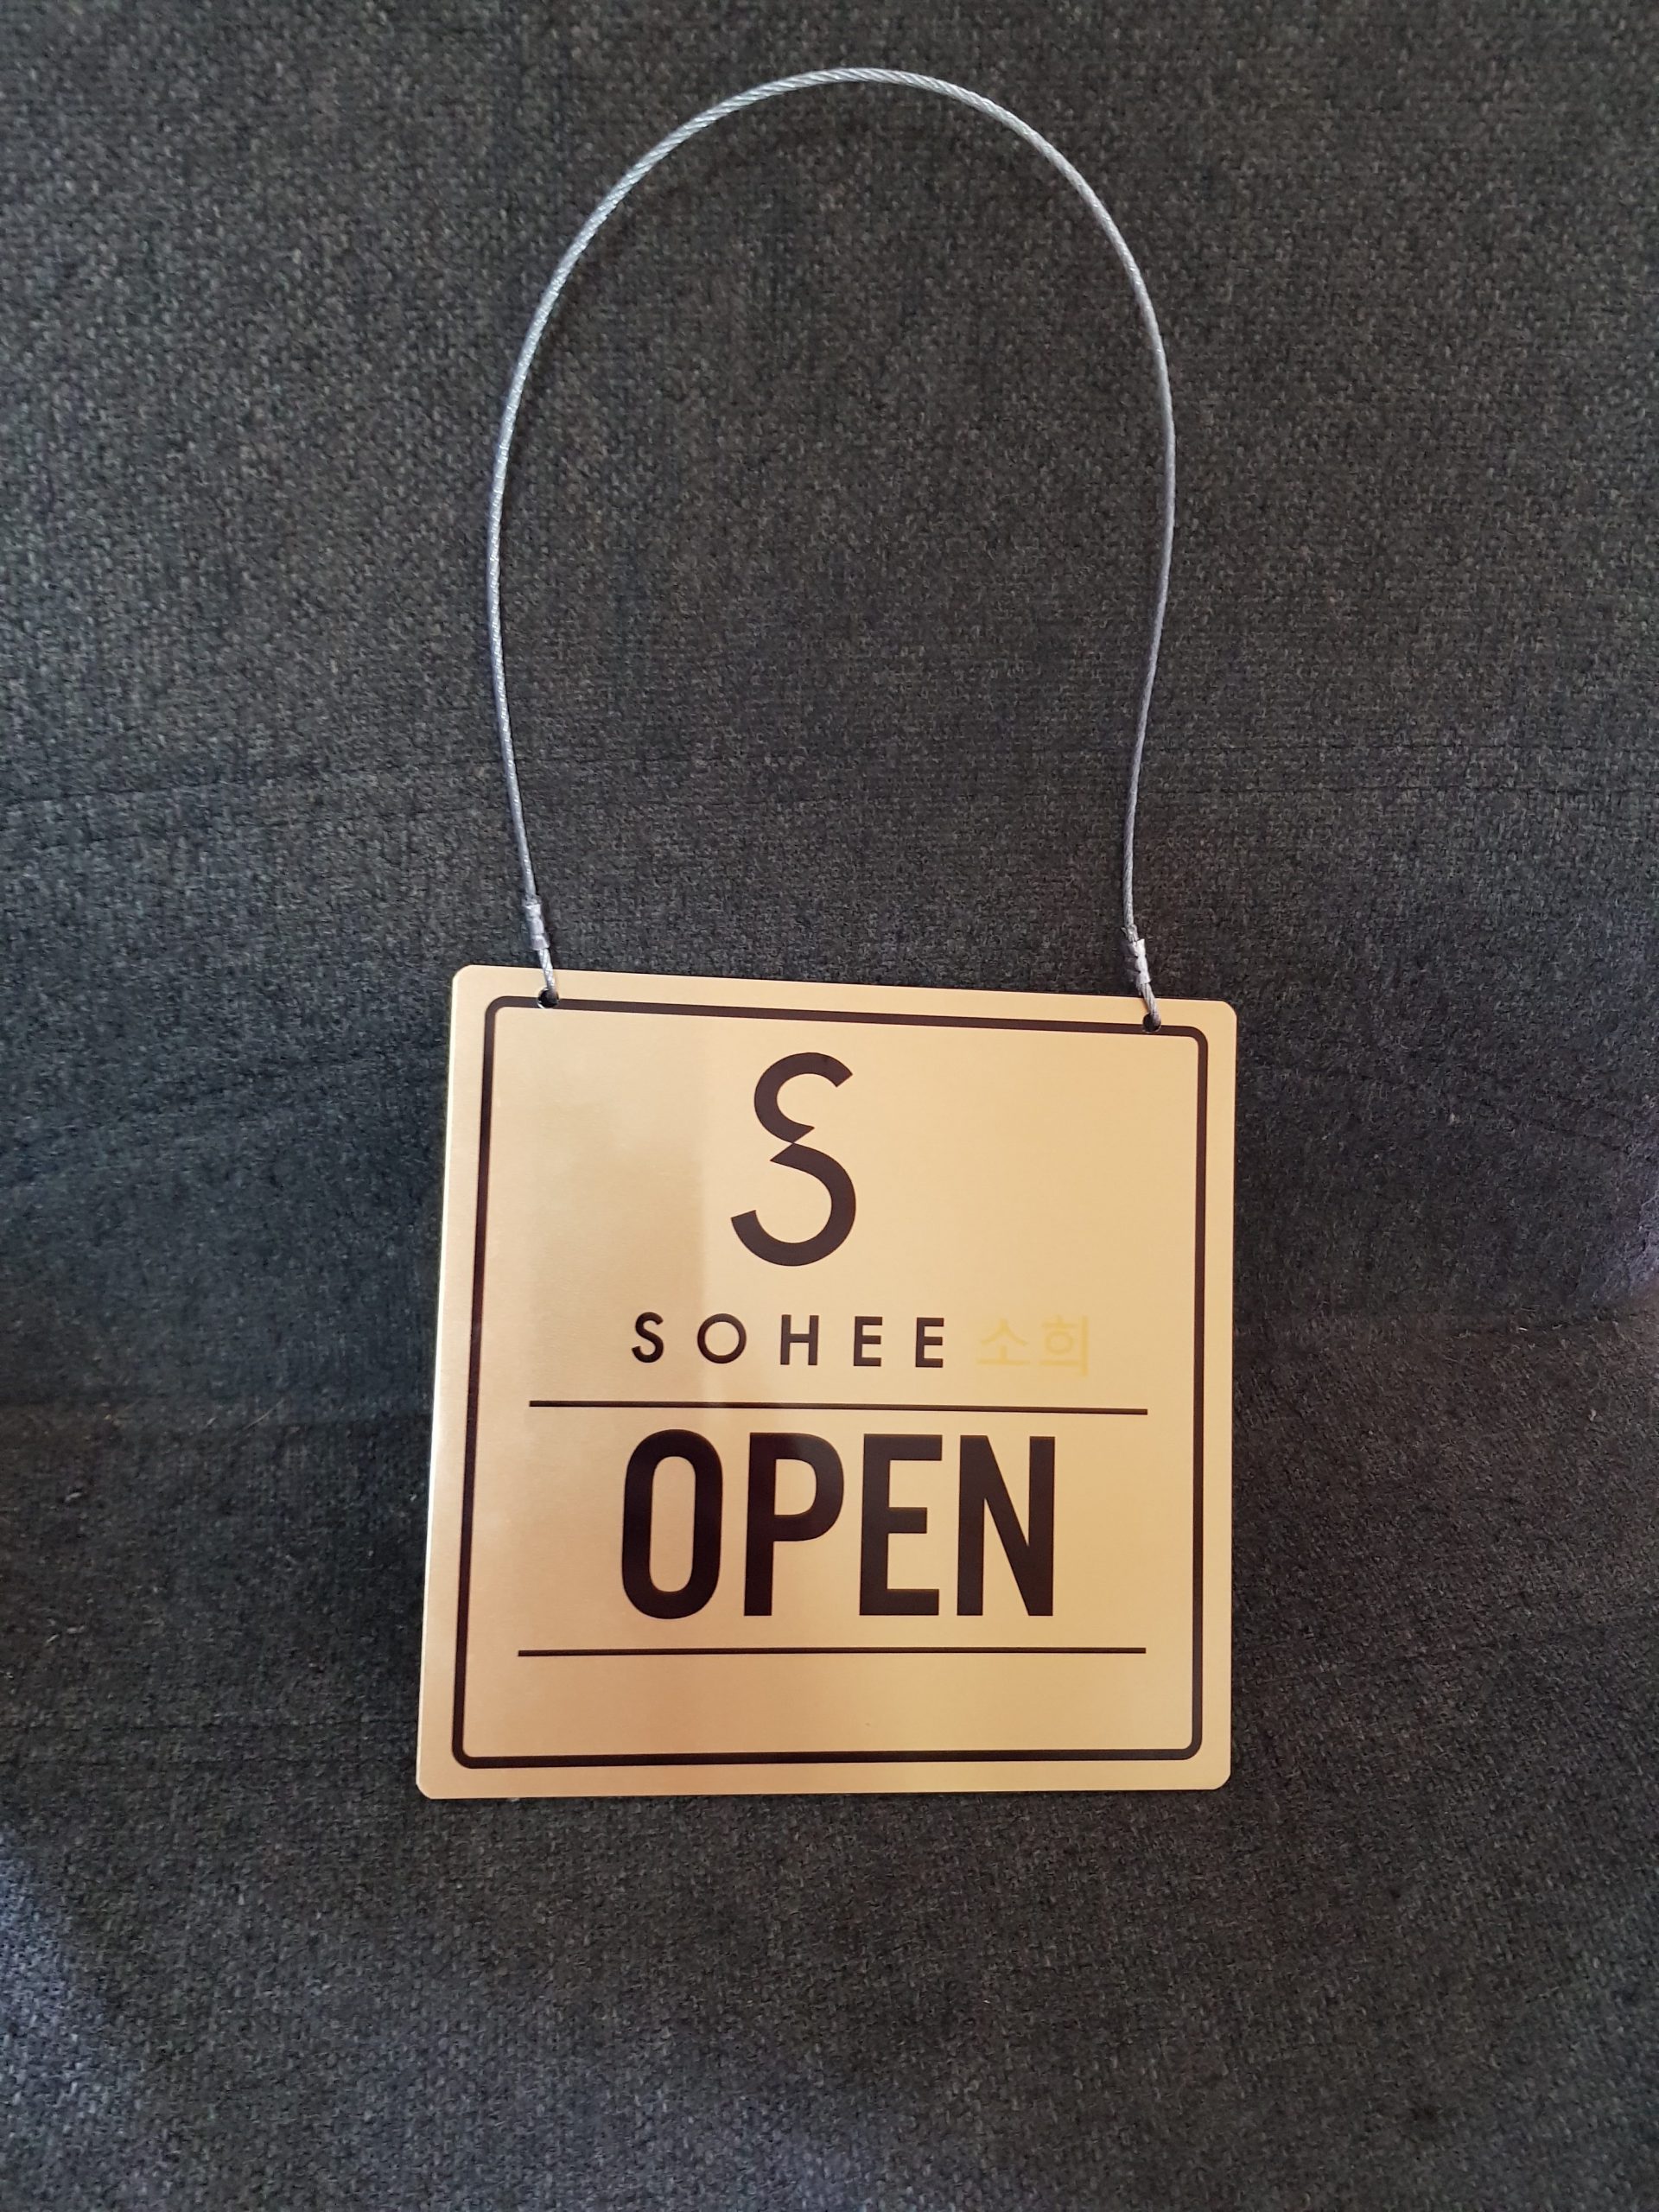 S
SOHEE 소희
OPEN